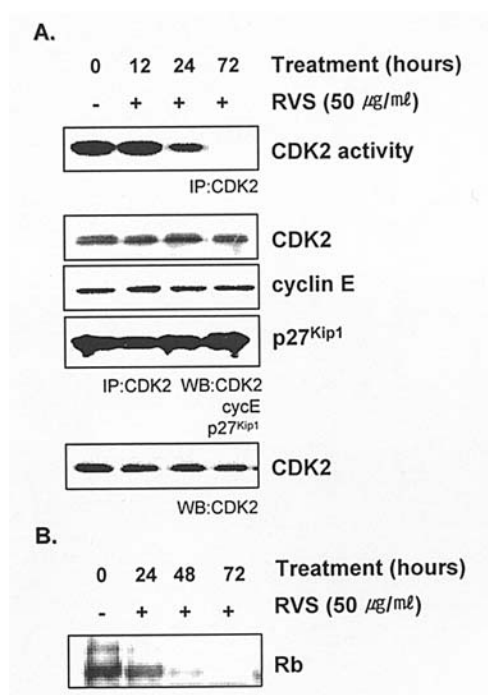 A.
0 12 24 72 Treatment (hours)
- + + + RVS (50 ㎍/㎖)
CDK2 activity
IP:CDK2
CDK2
cyclin E
p27Kip1
IP:CDK2 WB:CDK2
cycE
p27Kip1
CDK2
WB:CDK2
B.
0 24 48 72 Treatment (hours)
- + + + RVS (50 ㎍/㎖)
Rb